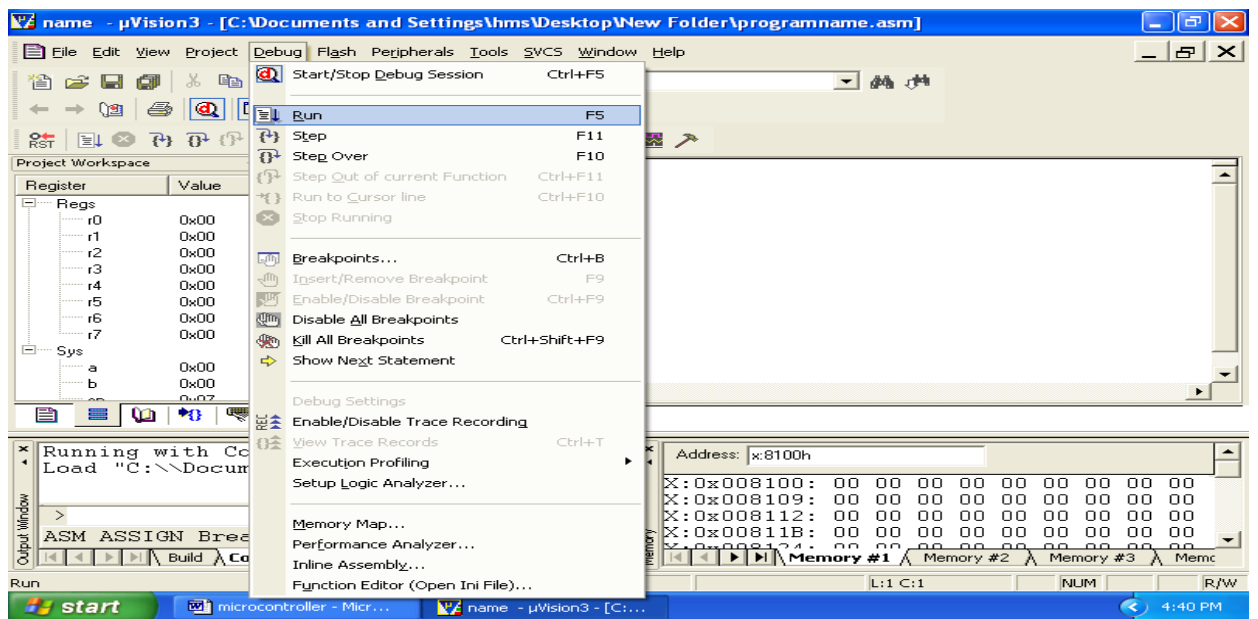 name - µVision3 - [C:\Documents and Settings\hms\Desktop\New Folder\programname.asm]
File Edit View Project Debug Flash Peripherals Tools SVCS Window Help
Start/Stop Debug Session Ctrl+F5
Run F5
RST
Step F11
Step Over F10
Step Out of current Function Ctrl+F11
Run to Cursor line Ctrl+F10
Stop Running
Breakpoints... Ctrl+B
Insert/Remove Breakpoint F9
Enable/Disable Breakpoint Ctrl+F9
Disable All Breakpoints
Kill All Breakpoints Ctrl+Shift+F9
Show Next Statement
Debug Settings
REC Enable/Disable Trace Recording
View Trace Records Ctrl+T
Execution Profiling
Setup Logic Analyzer...
Memory Map...
Performance Analyzer...
Inline Assembly...
Function Editor (Open Ini File)...
Project Workspace
Register Value
Regs
r0 0x00
r1 0x00
r2 0x00
r3 0x00
r4 0x00
r5 0x00
r6 0x00
r7 0x00
Sys
a 0x00
b 0x00
Running with Co
Load "C:\\Docum
>
ASM ASSIGN Brea
Output Window
Build Co
Address: x:8100h
X:0x008100: 00 00 00 00 00 00 00 00 00
X:0x008109: 00 00 00 00 00 00 00 00 00
X:0x008112: 00 00 00 00 00 00 00 00 00
X:0x00811B: 00 00 00 00 00 00 00 00 00
Memory
Memory #1 Memory #2 Memory #3 Memo
Run L:1 C:1 NUM R/W
start microcontroller - Micr... name - µVision3 - [C:... 4:40 PM